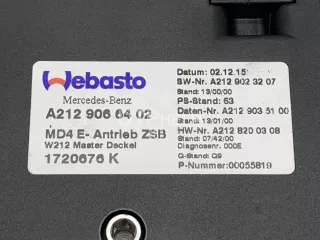 Webasto
Mercedes-Benz
A212 906 64 02
MD4 E- Antrieb ZSB
W212 Master Deckel
1720676 K
Datum: 02.12.15
SW-Nr. A212 902 32 07
Stand: 13/00/00
PS-Stand: 63
Daten-Nr. A212 903 51 00
Stand: 13/01/00
HW-Nr. A212 820 03 08
Stand: 07/42/00
Diagnosenr. 000E
Q-Stand: Q9
P-Nummer:00055819